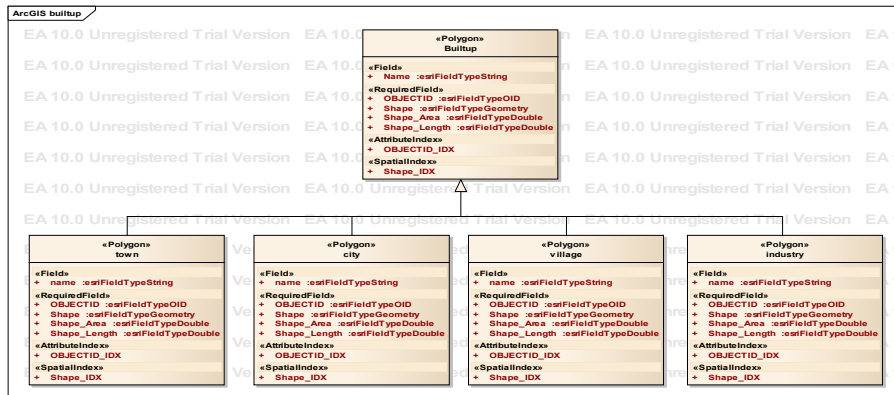 ArcGIS builtup
EA 10.0 Unregistered Trial Version
«Polygon»
Builtup
«Field»
+ Name :esriFieldTypeString
«RequiredField»
+ OBJECTID :esriFieldTypeOID
+ Shape :esriFieldTypeGeometry
+ Shape_Area :esriFieldTypeDouble
+ Shape_Length :esriFieldTypeDouble
«AttributeIndex»
+ OBJECTID_IDX
«SpatialIndex»
+ Shape_IDX
«Polygon»
town
«Field»
+ name :esriFieldTypeString
«RequiredField»
+ OBJECTID :esriFieldTypeOID
+ Shape :esriFieldTypeGeometry
+ Shape_Area :esriFieldTypeDouble
+ Shape_Length :esriFieldTypeDouble
«AttributeIndex»
+ OBJECTID_IDX
«SpatialIndex»
+ Shape_IDX
«Polygon»
city
«Field»
+ name :esriFieldTypeString
«RequiredField»
+ OBJECTID :esriFieldTypeOID
+ Shape :esriFieldTypeGeometry
+ Shape_Area :esriFieldTypeDouble
+ Shape_Length :esriFieldTypeDouble
«AttributeIndex»
+ OBJECTID_IDX
«SpatialIndex»
+ Shape_IDX
«Polygon»
village
«Field»
+ name :esriFieldTypeString
«RequiredField»
+ OBJECTID :esriFieldTypeOID
+ Shape :esriFieldTypeGeometry
+ Shape_Area :esriFieldTypeDouble
+ Shape_Length :esriFieldTypeDouble
«AttributeIndex»
+ OBJECTID_IDX
«SpatialIndex»
+ Shape_IDX
«Polygon»
industry
«Field»
+ name :esriFieldTypeString
«RequiredField»
+ OBJECTID :esriFieldTypeOID
+ Shape :esriFieldTypeGeometry
+ Shape_Area :esriFieldTypeDouble
+ Shape_Length :esriFieldTypeDouble
«AttributeIndex»
+ OBJECTID_IDX
«SpatialIndex»
+ Shape_IDX